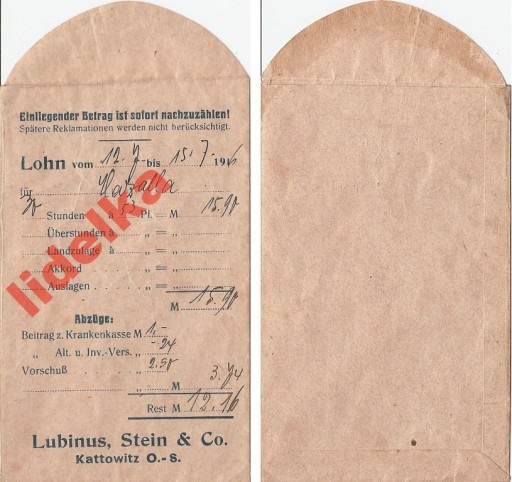 Einliegender Betrag ist sofort nachzuzählen!
Spätere Reklamationen werden nicht berücksichtigt.
Lohn vom 12. 7 bis 15. 7 1916
für
Stunden à 53 Pf. = M 15.90
Überstunden à „ = „
Landzulage à „ = „
Akkord „ = „
Auslagen „ = „
M 15.90
Abzüge:
Beitrag z. Krankenkasse M 1,-
„ Alt. u. Inv.-Vers. „ -.24
Vorschuß „ 2.50
„ M 3.74
Rest M 12.16
Lubinus, Stein & Co.
Kattowitz O.-S.
lidelka